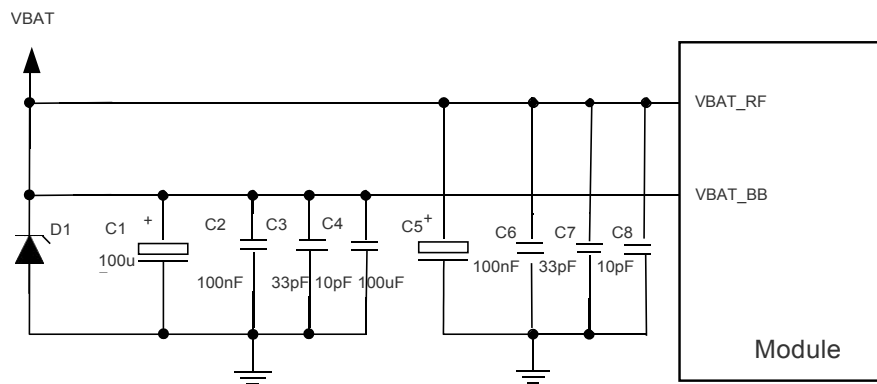 VBAT
VBAT_RF
VBAT_BB
D1
C1
+
100u
C2
C3
C4
C5
+
C6
C7
C8
100nF
33pF
10pF
100uF
100nF
33pF
10pF
Module